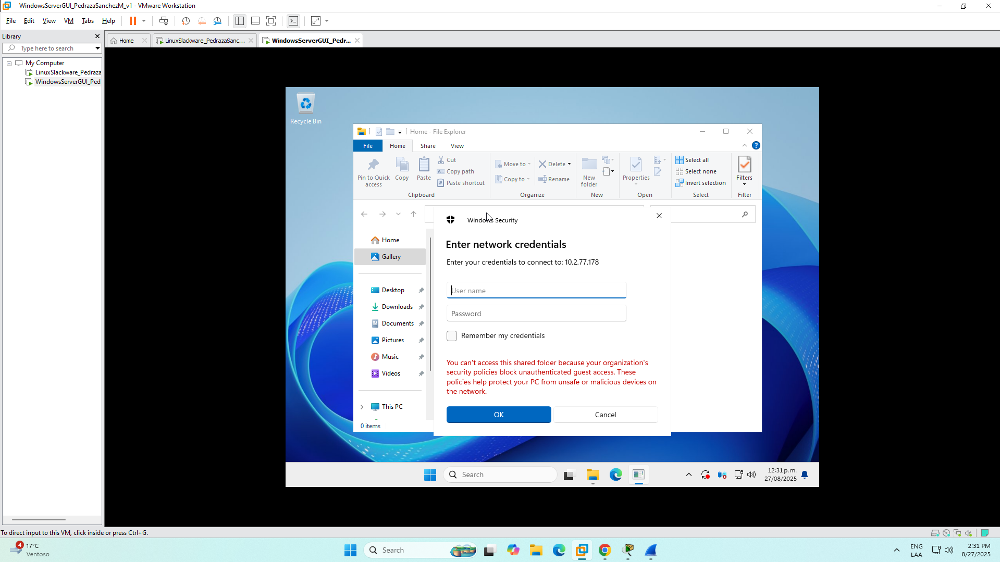 WindowsServerGUI_PedrazaSanchezM_v1 - VMware Workstation
File Edit View VM Tabs Help
Library
Type here to search
Home
LinuxSlackware_PedrazaSanc...
WindowsServerGUI_Pedr...
My Computer
LinuxSlackware_Pedraza
WindowsServerGUI_Ped
Recycle Bin
Home - File Explorer
File Home Share View
Pin to Quick access
Copy
Paste
Cut
Copy path
Paste shortcut
Clipboard
Move to
Copy to
Delete
Rename
Organize
New folder
New
Properties
Open
Select all
Select none
Invert selection
Select
Filters
Filter
Home
Gallery
Desktop
Downloads
Documents
Pictures
Music
Videos
This PC
0 items
Windows Security
Enter network credentials
Enter your credentials to connect to: 10.2.77.178
User name
Password
Remember my credentials
You can't access this shared folder because your organization's
security policies block unauthenticated guest access. These
policies help protect your PC from unsafe or malicious devices on
the network.
OK
Cancel
Search
12:31 p. m.
27/08/2025
To direct input to this VM, click inside or press Ctrl+G.
4
17°C
Ventoso
Search
ENG
LAA
2:31 PM
8/27/2025